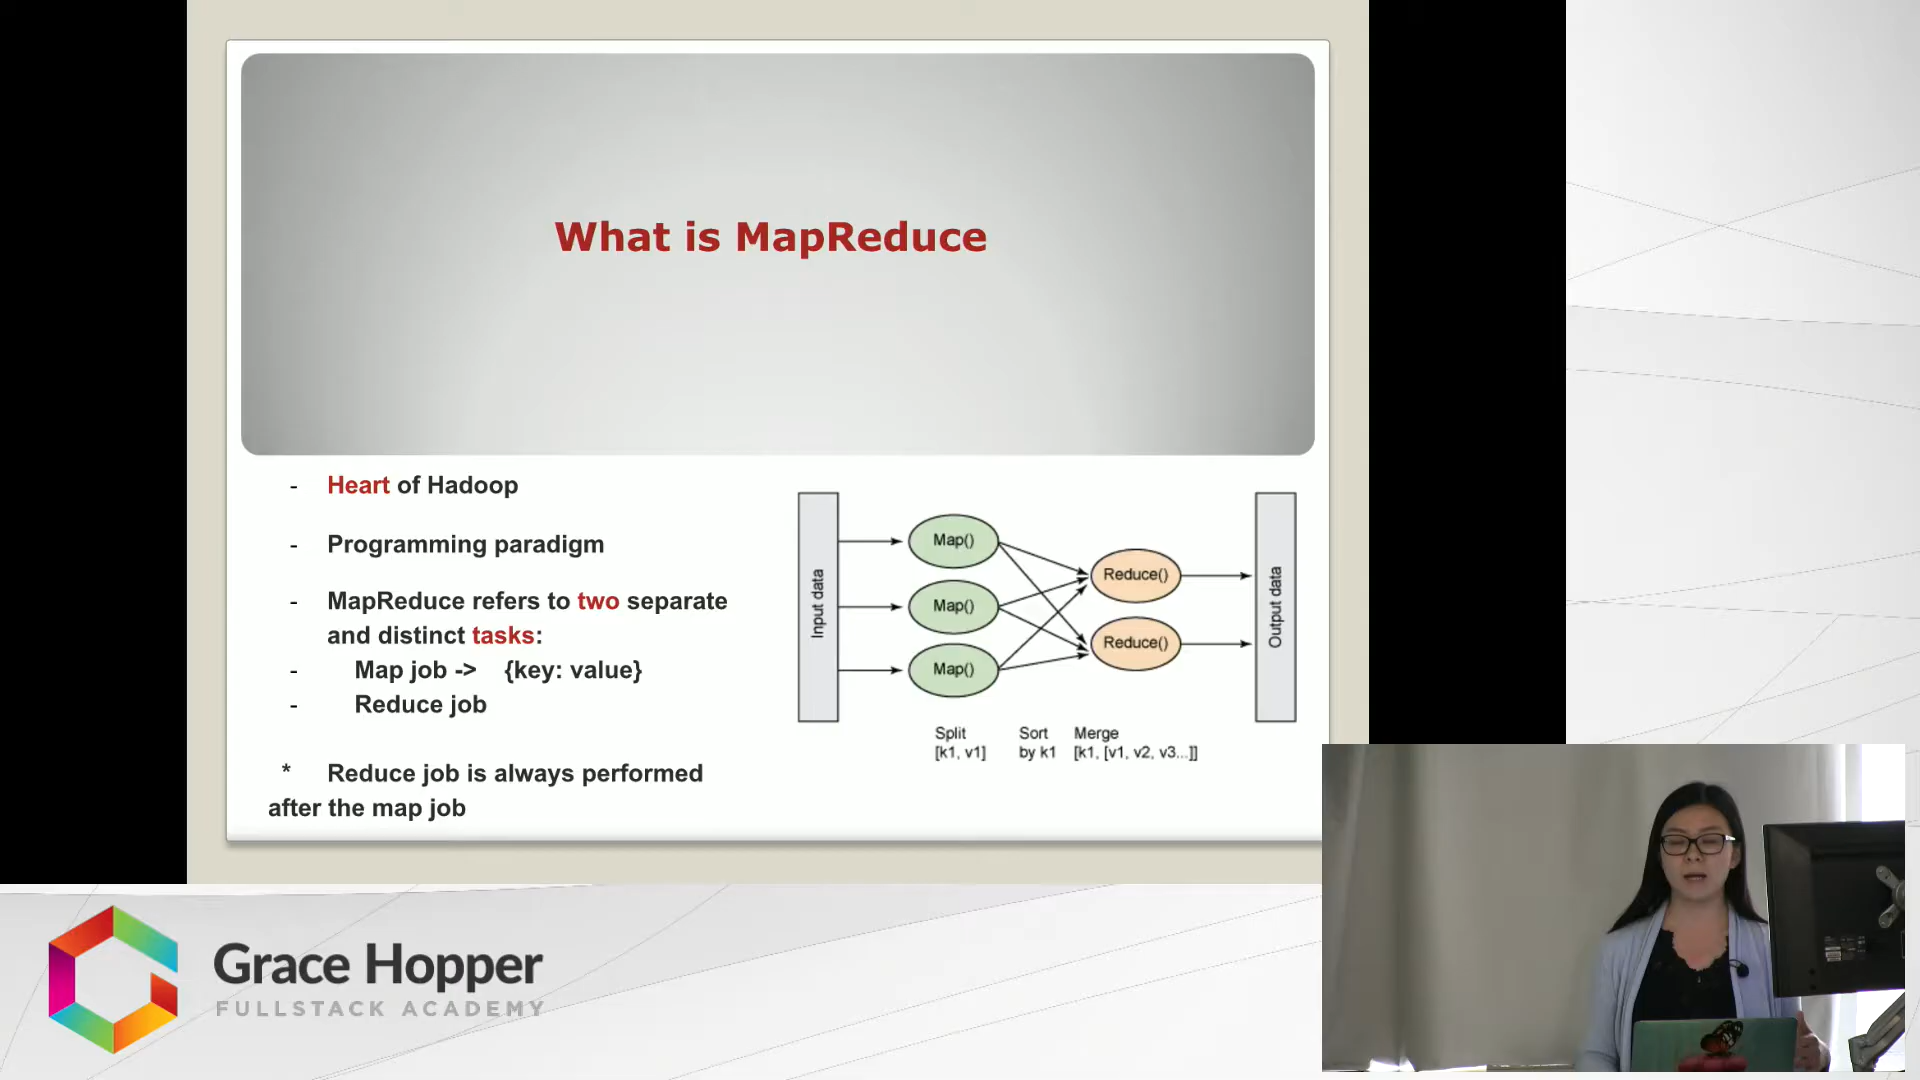 What is MapReduce
- Heart of Hadoop
- Programming paradigm
- MapReduce refers to two separate
and distinct tasks:
- Map job -> {key: value}
- Reduce job
* Reduce job is always performed
after the map job
Input data
Map()
Map()
Map()
Reduce()
Reduce()
Output data
Split
[k1, v1]
Sort
by k1
Merge
[k1, [v1, v2, v3...]]
Grace Hopper
FULLSTACK ACADEMY